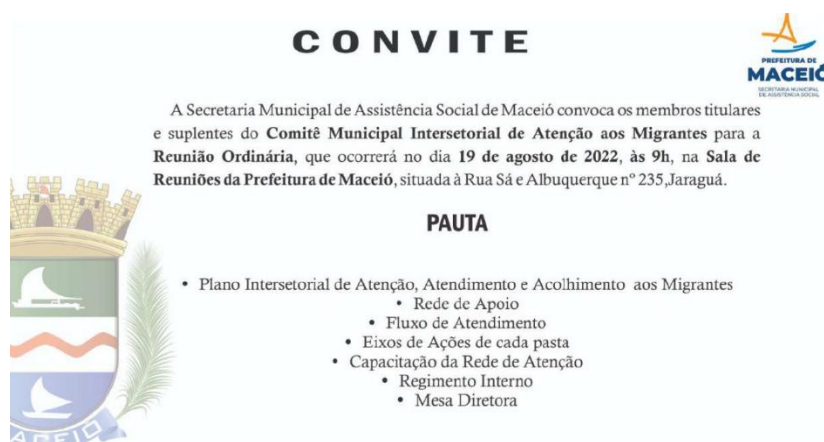 CONVITE
PREFEITURA DE
MACEIÓ
SECRETARIA MUNICIPAL
DE ASSISTÊNCIA SOCIAL
A Secretaria Municipal de Assistência Social de Maceió convoca os membros titulares
e suplentes do Comitê Municipal Intersetorial de Atenção aos Migrantes para a
Reunião Ordinária, que ocorrerá no dia 19 de agosto de 2022, às 9h, na Sala de
Reuniões da Prefeitura de Maceió, situada à Rua Sá e Albuquerque nº 235,Jaraguá.
PAUTA
• Plano Intersetorial de Atenção, Atendimento e Acolhimento aos Migrantes
• Rede de Apoio
• Fluxo de Atendimento
• Eixos de Ações de cada pasta
• Capacitação da Rede de Atenção
• Regimento Interno
• Mesa Diretora
ACEIO